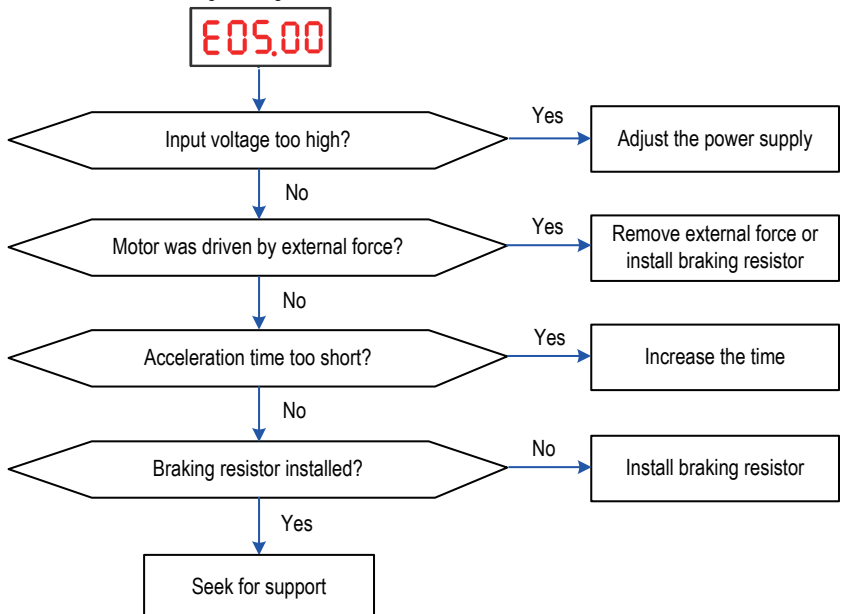 E05.00
Yes
Input voltage too high?
Adjust the power supply
No
Yes
Motor was driven by external force?
Remove external force or
install braking resistor
No
Yes
Acceleration time too short?
Increase the time
No
No
Braking resistor installed?
Install braking resistor
Yes
Seek for support